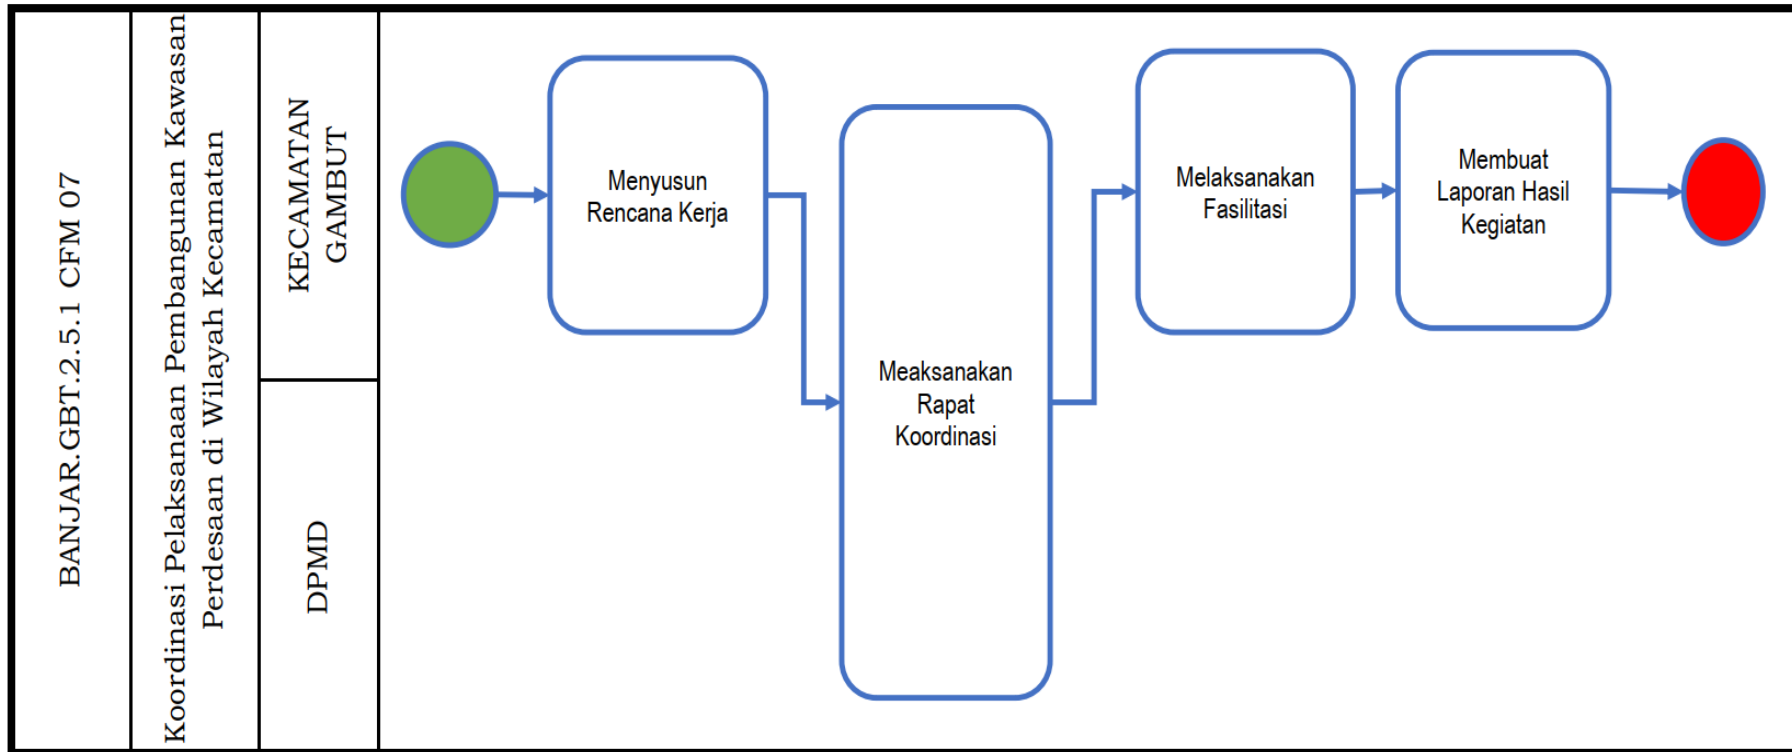 BANJAR.GBT.2.5.1 CFM 07
Koordinasi Pelaksanaan Pembangunan Kawasan
Perdesaan di Wilayah Kecamatan
KECAMATAN
GAMBUT
DPMD
Menyusun
Rencana Kerja
Meaksanakan
Rapat
Koordinasi
Melaksanakan
Fasilitasi
Membuat
Laporan Hasil
Kegiatan